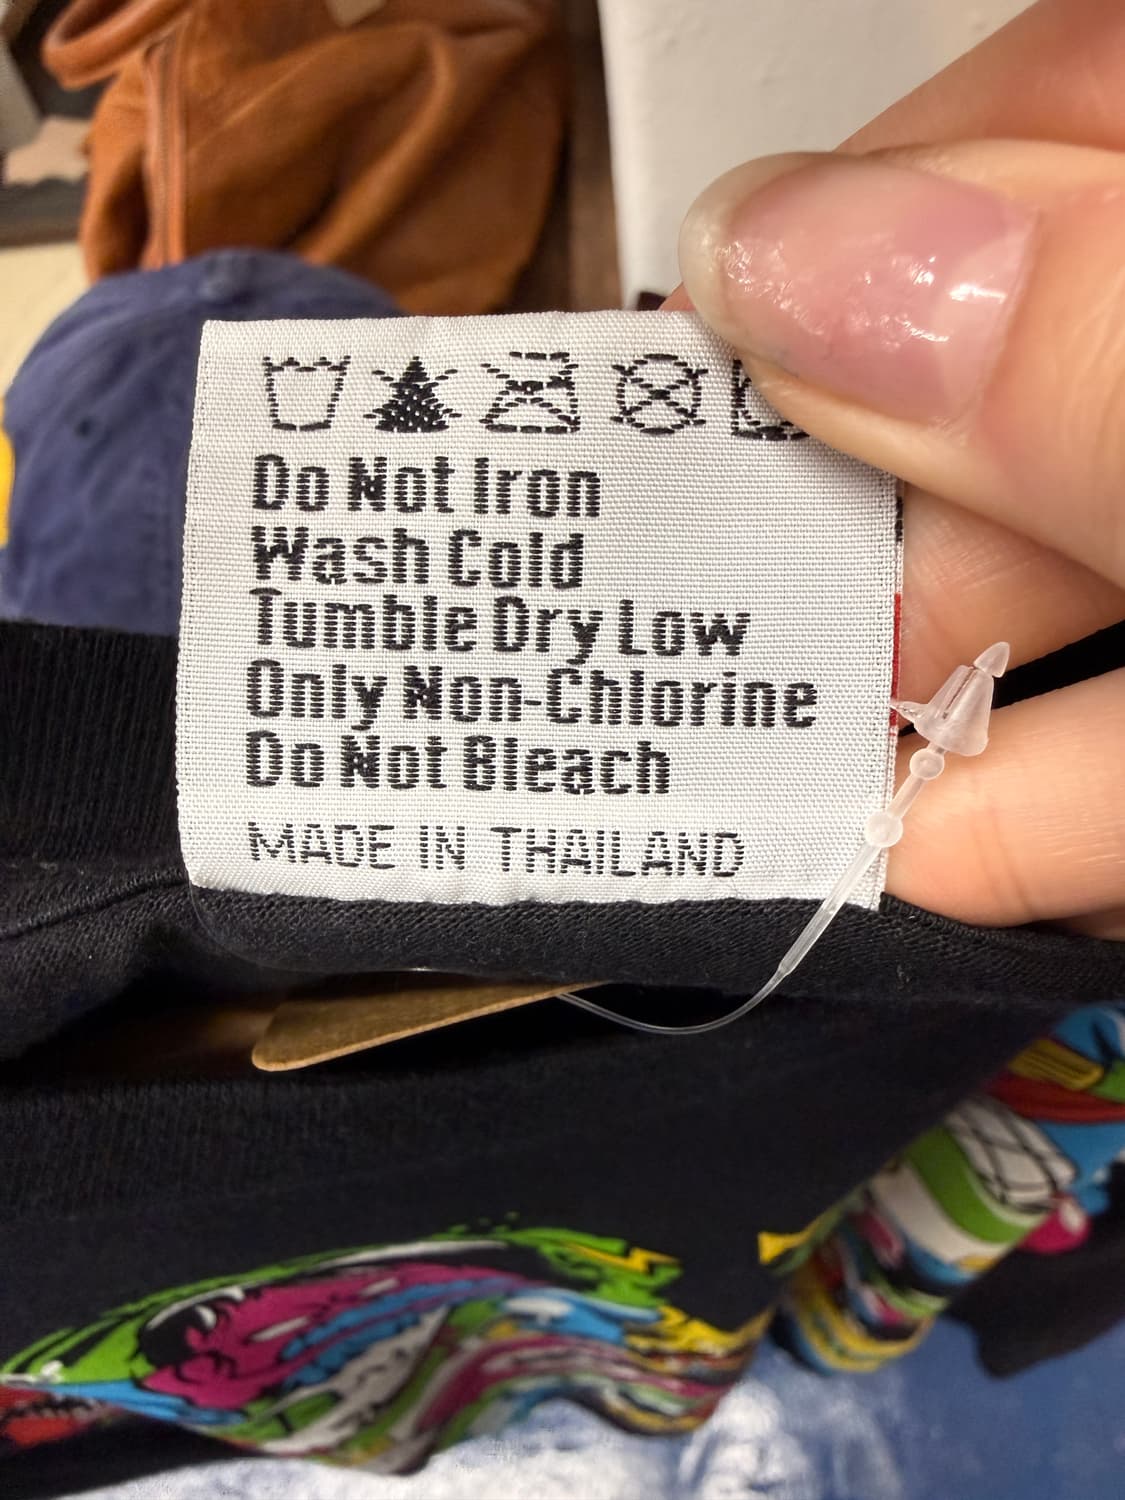 Do Not Iron
Wash Cold
Tumble Dry Low
Only Non-Chlorine
Do Not Bleach
MADE IN THAILAND